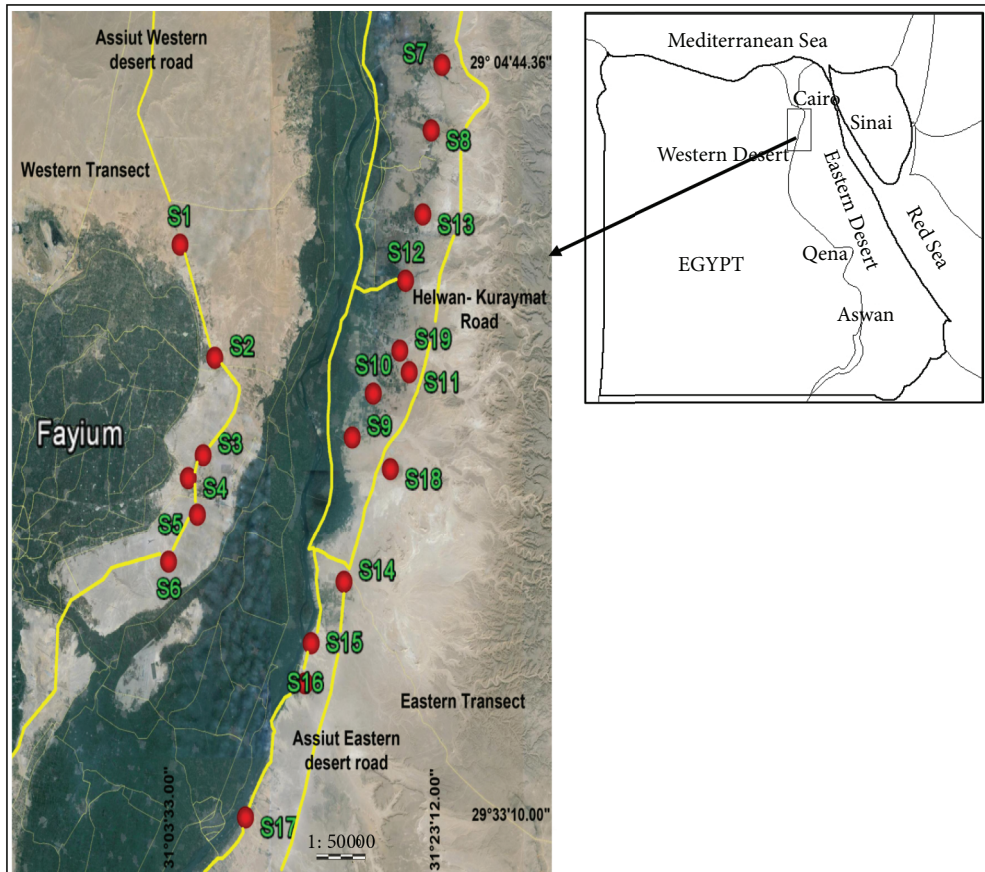 Assiut Western
desert road
S7
29° 04'44.36"
S8
Western Transect
S1
S13
S12
Helwan- Kuraymat
Road
S2
S19
S10
S11
Fayium
S9
S3
S4
S18
S5
S6
S14
S15
S16
Eastern Transect
Assiut Eastern
desert road
31°03'33.00"
31°23'12.00"
29°33'10.00"
S17
1: 50000
Mediterranean Sea
Cairo
Sinai
Western Desert
Eastern Desert
Red Sea
Qena
EGYPT
Aswan